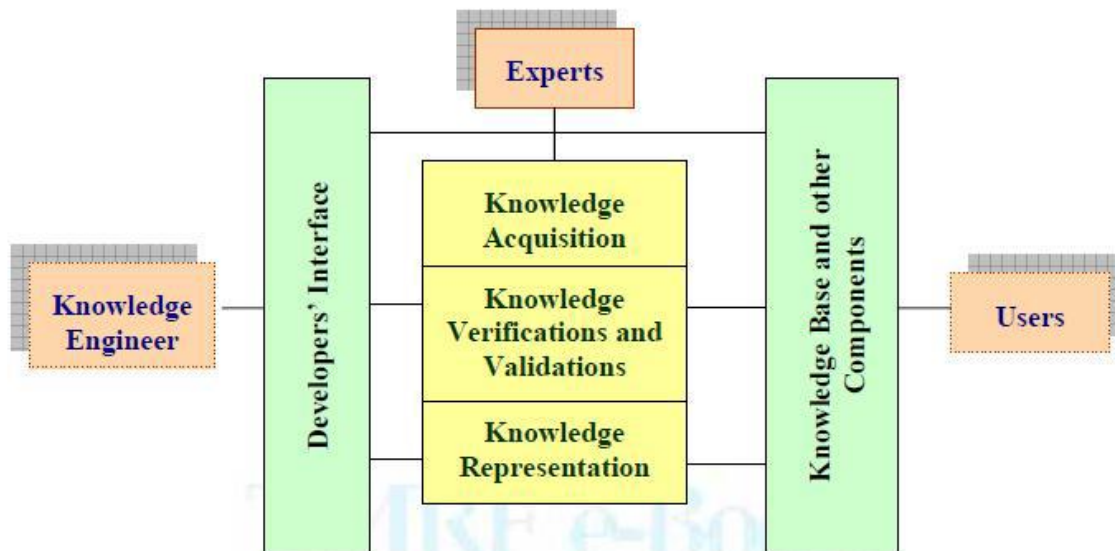 Experts
Developers' Interface
Knowledge
Acquisition
Knowledge
Verifications and
Validations
Knowledge
Representation
Knowledge Base and other
Components
Knowledge
Engineer
Users